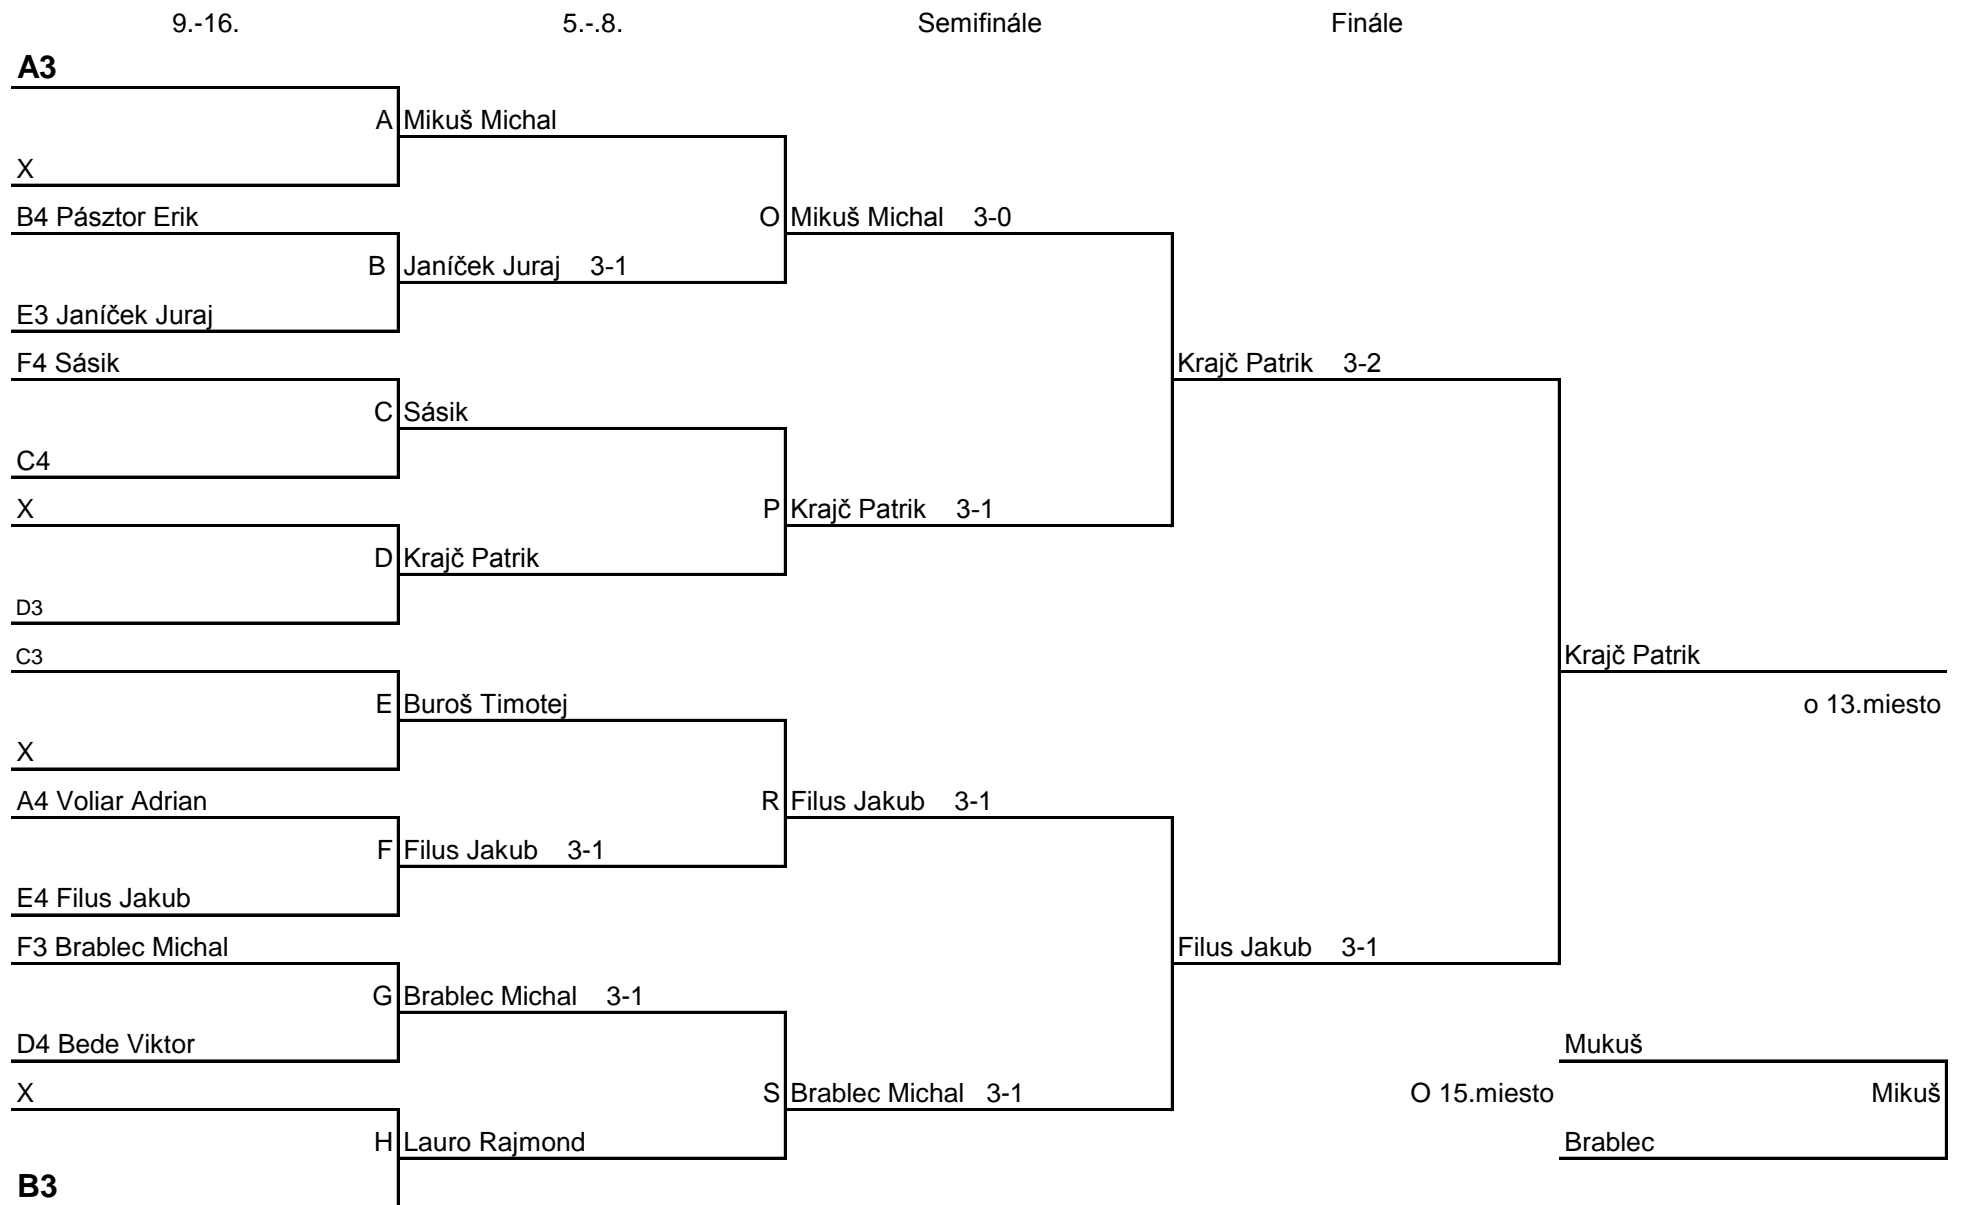 9.-16. 5.-.8. Semifinále Finále
A3
A Mikuš Michal
X
B4 Pásztor Erik O Mikuš Michal 3-0
B Janíček Juraj 3-1
E3 Janíček Juraj
F4 Sásik Krajč Patrik 3-2
C Sásik
C4
X P Krajč Patrik 3-1
D Krajč Patrik
D3
C3 Krajč Patrik
E Buroš Timotej o 13.miesto
X
A4 Voliar Adrian R Filus Jakub 3-1
F Filus Jakub 3-1
E4 Filus Jakub
F3 Brablec Michal Filus Jakub 3-1
G Brablec Michal 3-1
D4 Bede Viktor Mukuš
X S Brablec Michal 3-1 O 15.miesto Mikuš
H Lauro Rajmond Brablec
B3